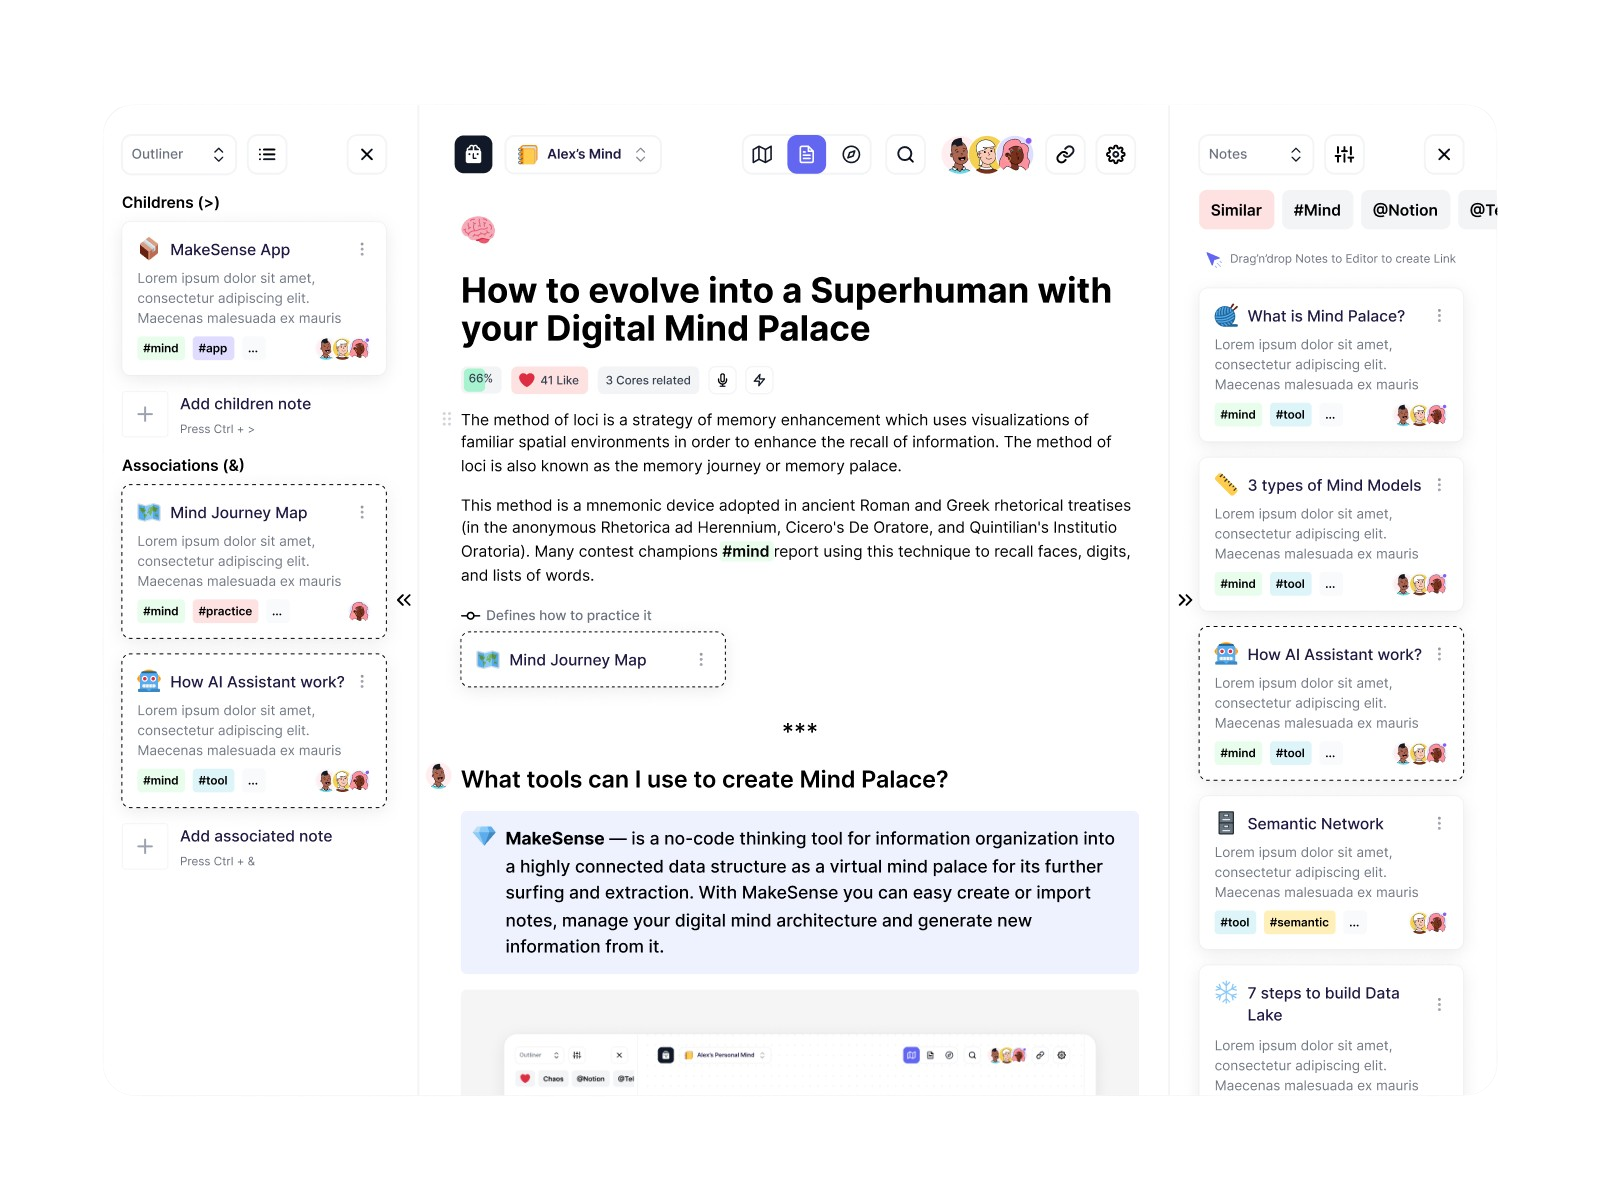 Outliner
Childrens (>)
MakeSense App
Lorem ipsum dolor sit amet,
consectetur adipiscing elit.
Maecenas malesuada ex mauris
#mind #app ...
Add children note
Press Ctrl + >
Associations (&)
Mind Journey Map
Lorem ipsum dolor sit amet,
consectetur adipiscing elit.
Maecenas malesuada ex mauris
#mind #practice ...
How AI Assistant work?
Lorem ipsum dolor sit amet,
consectetur adipiscing elit.
Maecenas malesuada ex mauris
#mind #tool ...
Add associated note
Press Ctrl + &
Alex's Mind
How to evolve into a Superhuman with
your Digital Mind Palace
66% 41 Like 3 Cores related
The method of loci is a strategy of memory enhancement which uses visualizations of
familiar spatial environments in order to enhance the recall of information. The method of
loci is also known as the memory journey or memory palace.
This method is a mnemonic device adopted in ancient Roman and Greek rhetorical treatises
(in the anonymous Rhetorica ad Herennium, Cicero's De Oratore, and Quintilian's Institutio
Oratoria). Many contest champions #mind report using this technique to recall faces, digits,
and lists of words.
Defines how to practice it
Mind Journey Map
***
What tools can I use to create Mind Palace?
MakeSense — is a no-code thinking tool for information organization into
a highly connected data structure as a virtual mind palace for its further
surfing and extraction. With MakeSense you can easy create or import
notes, manage your digital mind architecture and generate new
information from it.
Outliner Alex's Personal Mind
Chaos @Notion @Tel
Notes
Similar #Mind @Notion @Te
Drag'n'drop Notes to Editor to create Link
What is Mind Palace?
Lorem ipsum dolor sit amet,
consectetur adipiscing elit.
Maecenas malesuada ex mauris
#mind #tool ...
3 types of Mind Models
Lorem ipsum dolor sit amet,
consectetur adipiscing elit.
Maecenas malesuada ex mauris
#mind #tool ...
How AI Assistant work?
Lorem ipsum dolor sit amet,
consectetur adipiscing elit.
Maecenas malesuada ex mauris
#mind #tool ...
Semantic Network
Lorem ipsum dolor sit amet,
consectetur adipiscing elit.
Maecenas malesuada ex mauris
#tool #semantic ...
7 steps to build Data
Lake
Lorem ipsum dolor sit amet,
consectetur adipiscing elit.
Maecenas malesuada ex mauris